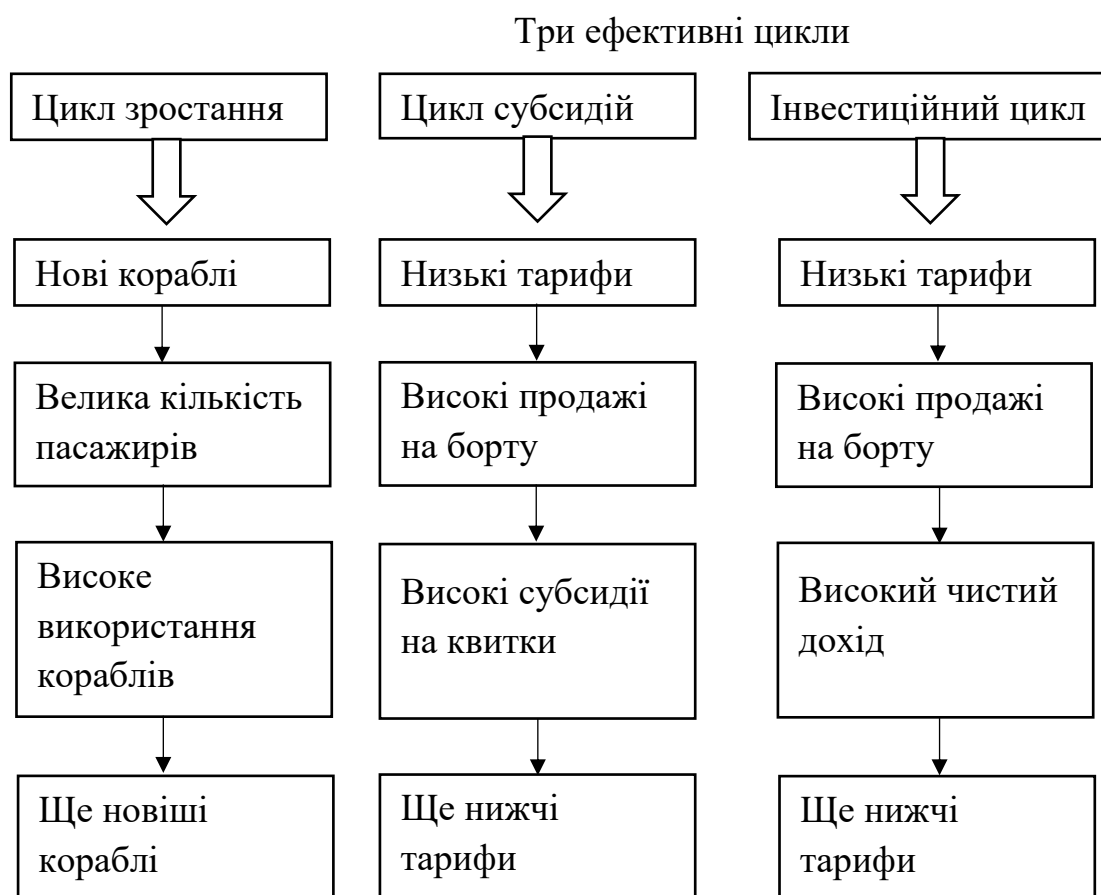 Три ефективні цикли
Цикл зростання
Цикл субсидій
Інвестиційний цикл
Нові кораблі
Низькі тарифи
Низькі тарифи
Велика кількість
пасажирів
Високі продажі
на борту
Високі продажі
на борту
Високе
використання
кораблів
Високі субсидії
на квитки
Високий чистий
дохід
Ще новіші
кораблі
Ще нижчі
тарифи
Ще нижчі
тарифи